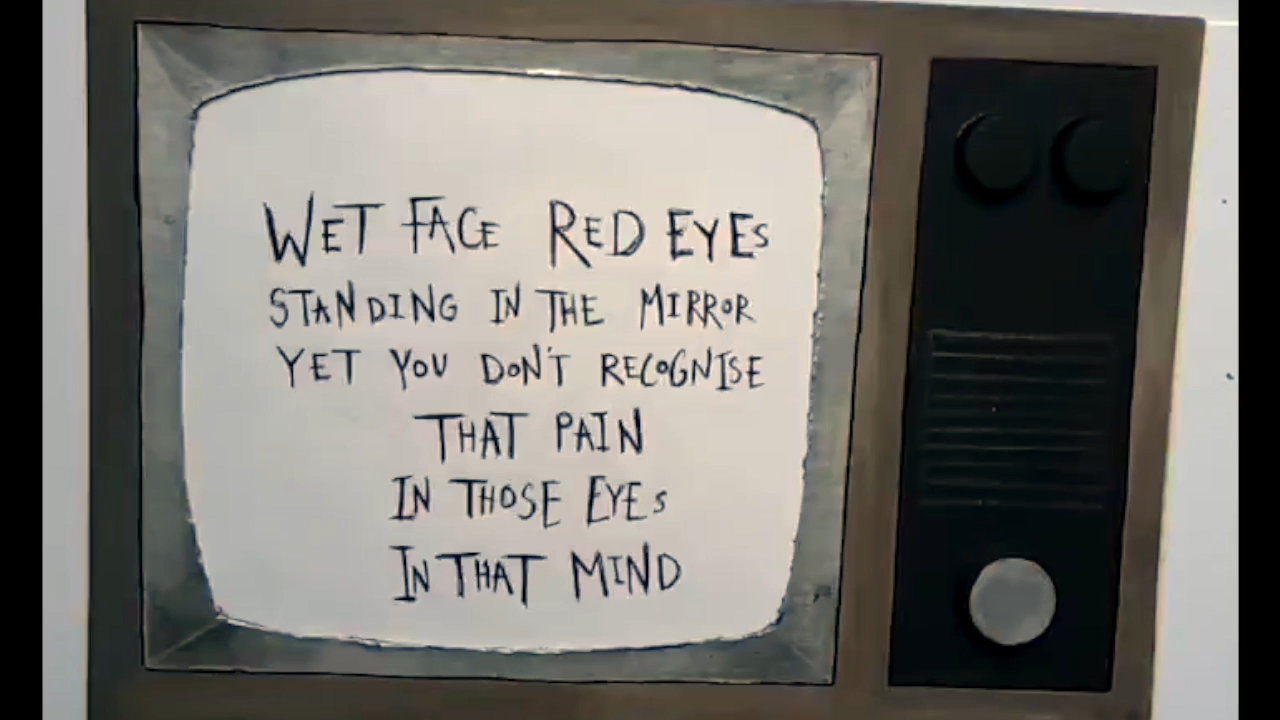 WET FACE RED EYES
STANDING IN THE MIRROR
YET YOU DON'T RECOGNISE
THAT PAIN
IN THOSE EYES
IN THAT MIND